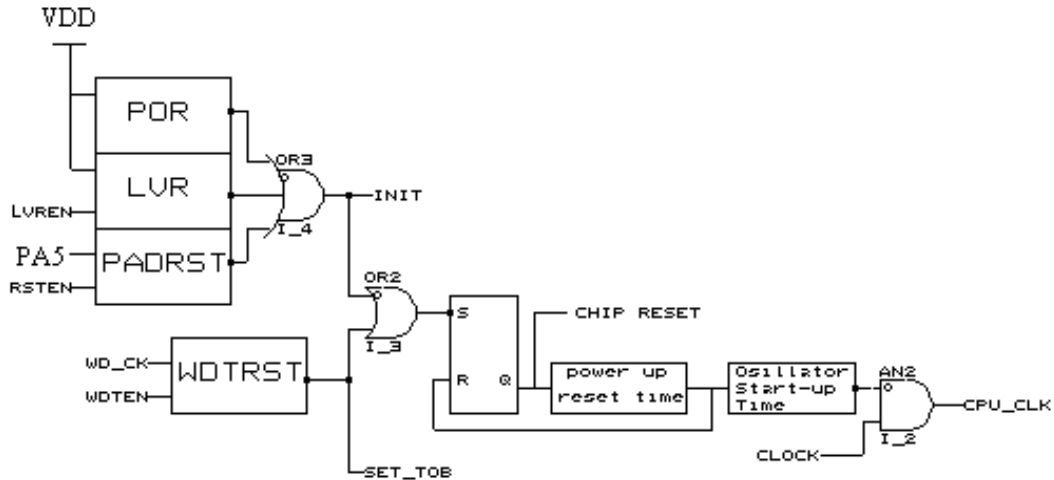 VDD
POR
LVR
LVREN
PA5
PADRST
RSTEN
OR3
INIT
I_4
OR2
I_3
S
CHIP RESET
R
Q
power up
reset time
Osillator
Start-up
Time
AN2
CPU_CLK
I_2
CLOCK
WD_CK
WDTRST
WDTEN
SET_TOB